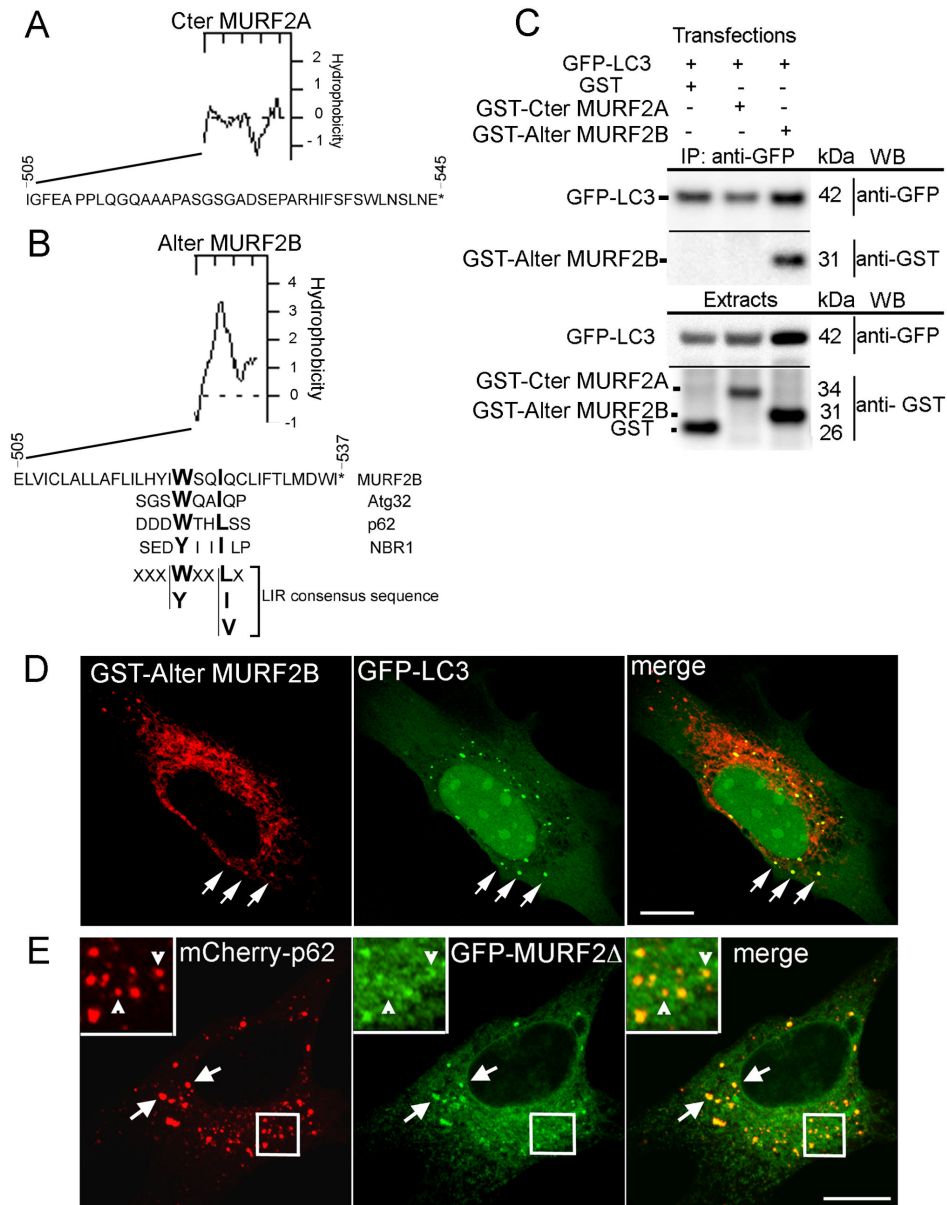 A
Cter MURF2A
2
1
0
- 1
Hydrophobicity
505
545
IGFEA PPLQGQAAAPASGSGADSEPARHIFSFSWLNSLNE*
B
Alter MURF2B
4
3
2
1
0
-1
Hydrophobicity
505
537
ELVICLALLAFLILHYIWSQIQCLIFTLMDWI* MURF2B
SGSWQAIQP Atg32
DDDWTHLSS p62
SEDY I I ILP NBR1
XXXWXXLX
Y I
V
LIR consensus sequence
C
Transfections
GFP-LC3 + + +
GST + - -
GST-Cter MURF2A - + -
GST-Alter MURF2B - - +
IP: anti-GFP kDa WB
GFP-LC3 42 anti-GFP
GST-Alter MURF2B 31 anti-GST
Extracts kDa WB
GFP-LC3 42 anti-GFP
GST-Cter MURF2A 34
GST-Alter MURF2B 31 anti- GST
GST 26
D
GST-Alter MURF2B
GFP-LC3
merge
E
mCherry-p62
GFP-MURF2Δ
merge